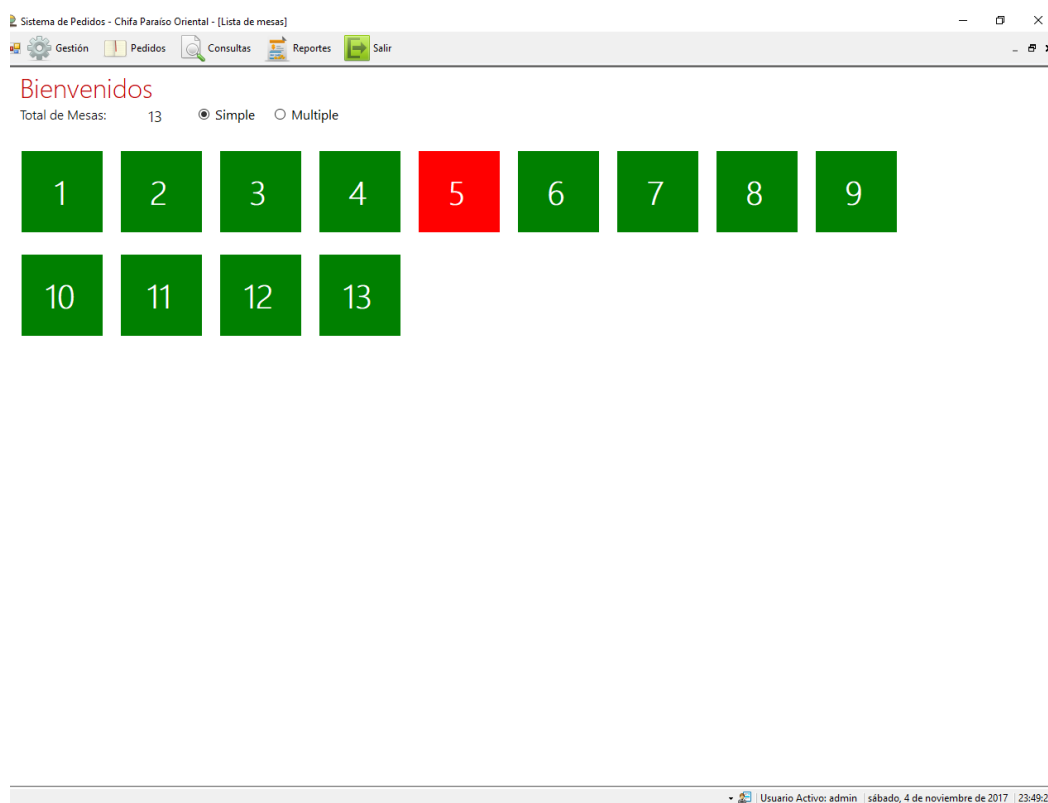 Sistema de Pedidos - Chifa Paraíso Oriental - [Lista de mesas]
Gestión Pedidos Consultas Reportes Salir
Bienvenidos
Total de Mesas: 13 Simple Multiple
1 2 3 4 5 6 7 8 9
10 11 12 13
Usuario Activo: admin sábado, 4 de noviembre de 2017 23:49:2